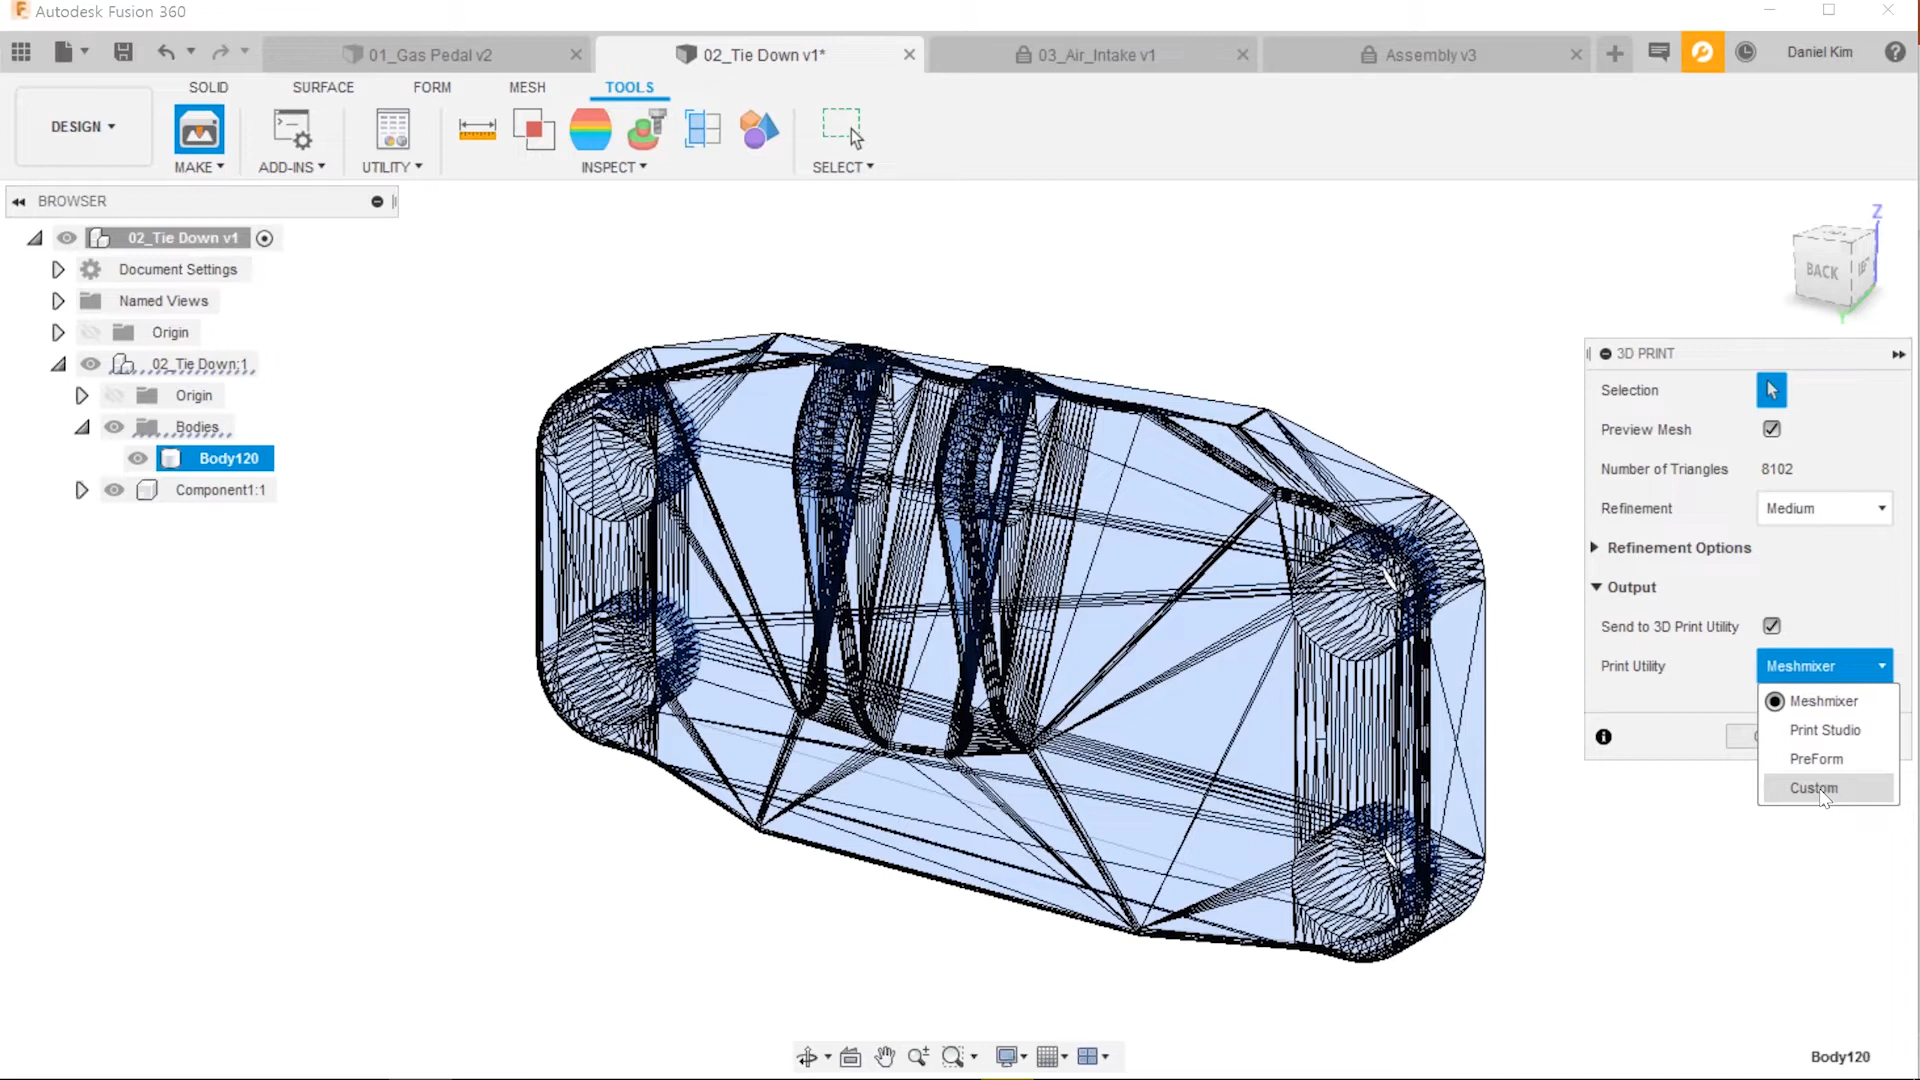 Autodesk Fusion 360
01_Gas Pedal v2
02_Tie Down v1*
03_Air_Intake v1
Assembly v3
Daniel Kim
SOLID SURFACE FORM MESH TOOLS
DESIGN
MAKE ADD-INS UTILITY INSPECT SELECT
BROWSER
02_Tie Down v1
Document Settings
Named Views
Origin
02_Tie Down:1
Origin
Bodies
Body120
Component1:1
Z
BACK
Y
3D PRINT
Selection
Preview Mesh
Number of Triangles 8102
Refinement Medium
Refinement Options
Output
Send to 3D Print Utility
Print Utility Meshmixer
Meshmixer
Print Studio
PreForm
Custom
Body120